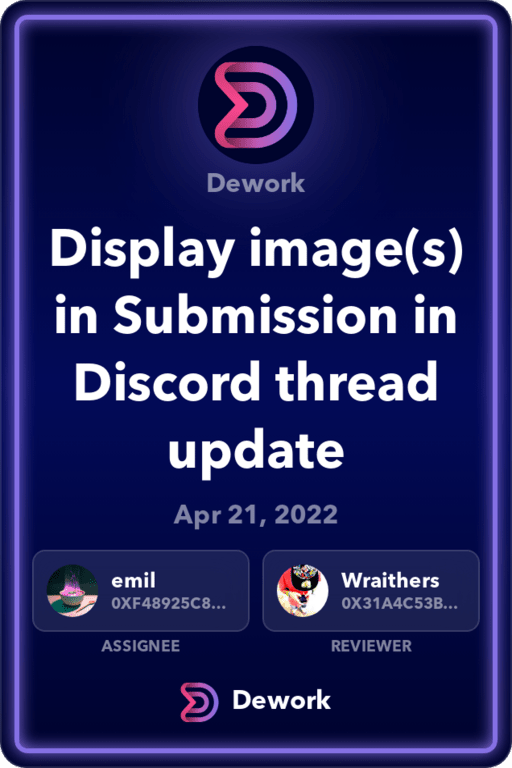 Dework
Display image(s)
in Submission in
Discord thread
update
Apr 21, 2022
emil
0XF48925C8...
Wraithers
0X31A4C53B...
ASSIGNEE
REVIEWER
Dework